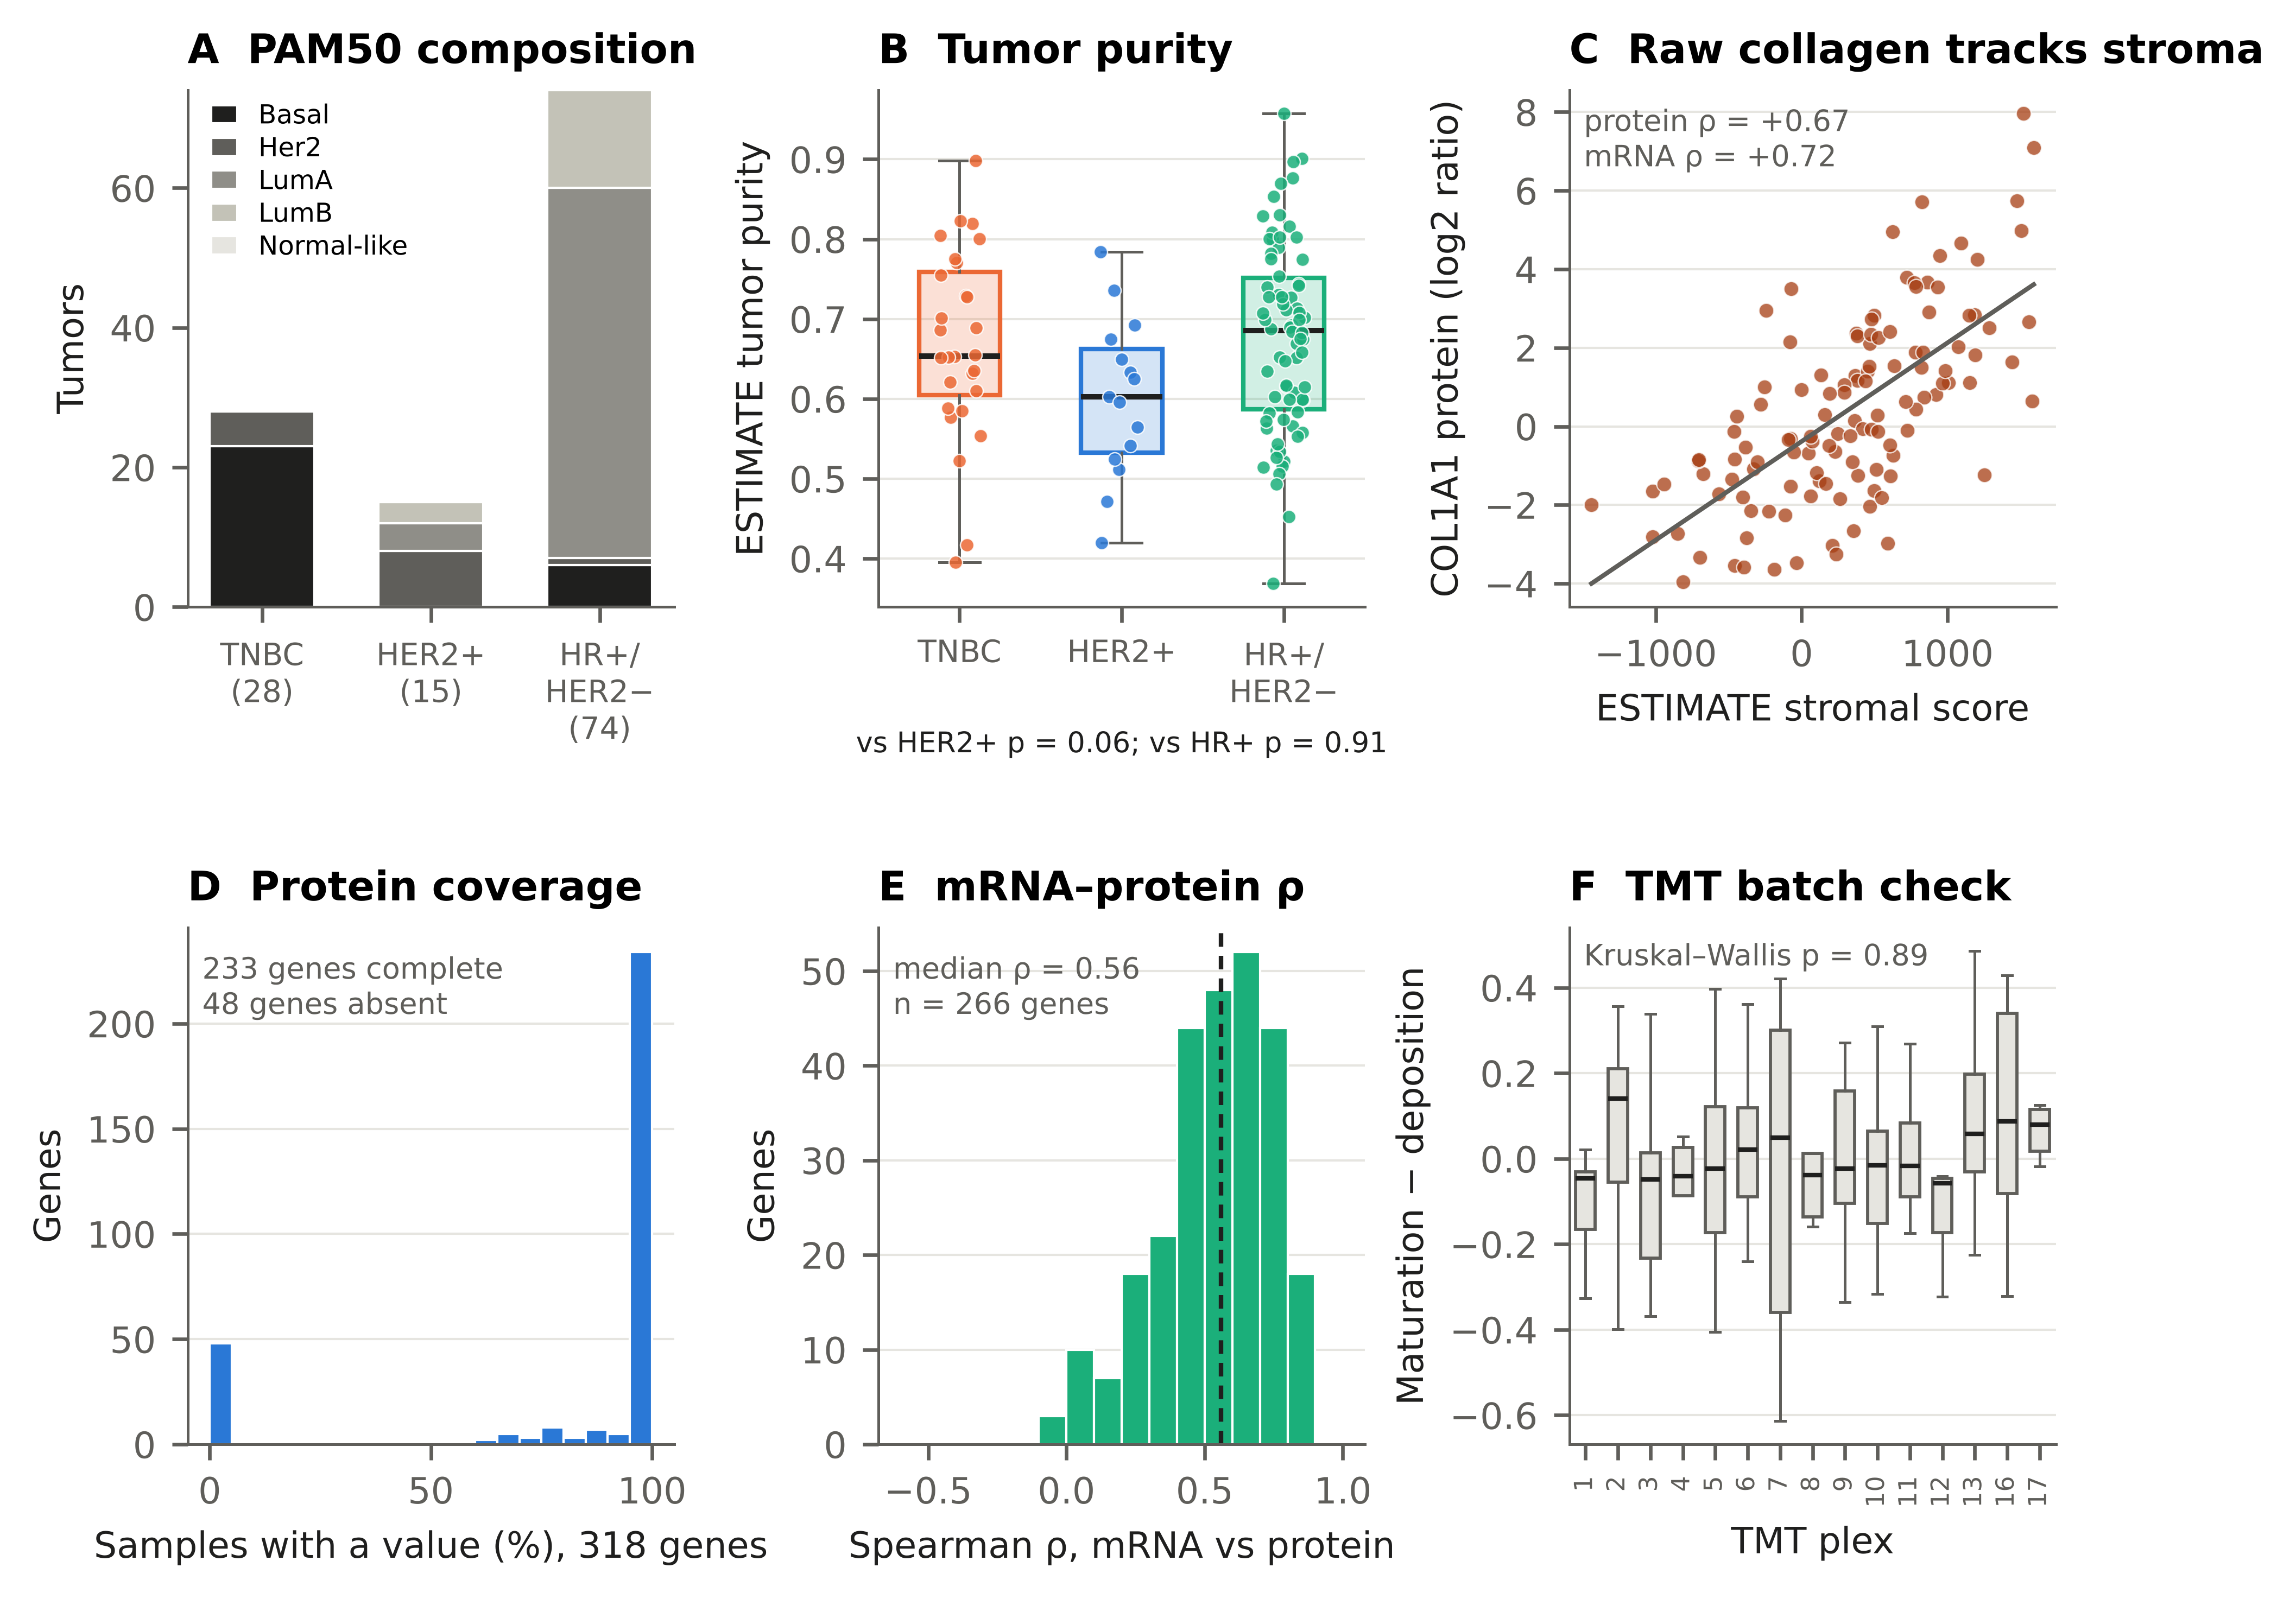 A PAM50 composition
Tumors
60
40
20
0
Basal
Her2
LumA
LumB
Normal-like
TNBC
(28)
HER2+
(15)
HR+/
HER2−
(74)
B Tumor purity
ESTIMATE tumor purity
0.9
0.8
0.7
0.6
0.5
0.4
TNBC
HER2+
HR+/
HER2−
vs HER2+ p = 0.06; vs HR+ p = 0.91
C Raw collagen tracks stroma
COL1A1 protein (log2 ratio)
8
6
4
2
0
−2
−4
protein ρ = +0.67
mRNA ρ = +0.72
−1000 0 1000
ESTIMATE stromal score
D Protein coverage
Genes
200
150
100
50
0
233 genes complete
48 genes absent
0 50 100
Samples with a value (%), 318 genes
E mRNA–protein ρ
Genes
50
40
30
20
10
0
median ρ = 0.56
n = 266 genes
−0.5 0.0 0.5 1.0
Spearman ρ, mRNA vs protein
F TMT batch check
Maturation − deposition
0.4
0.2
0.0
−0.2
−0.4
−0.6
Kruskal–Wallis p = 0.89
1 2 3 4 5 6 7 8 9 10 11 12 13 16 17
TMT plex